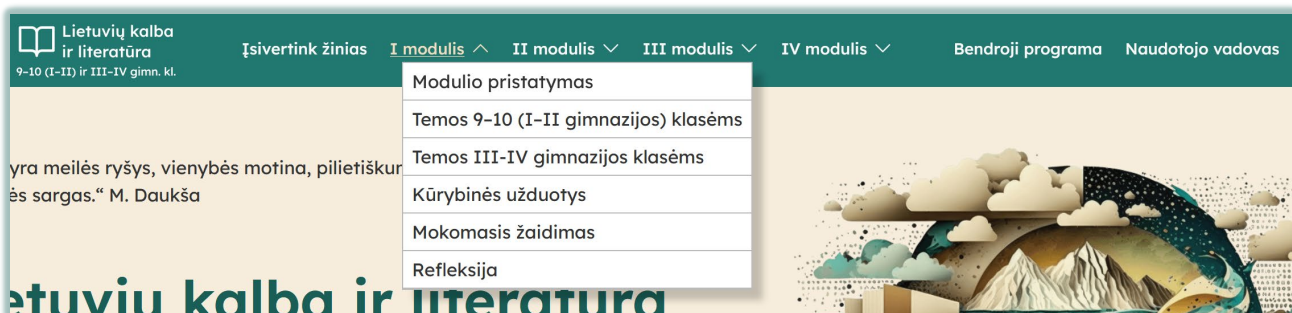 Lietuvių kalba
ir literatūra
9–10 (I–II) ir III–IV gimn. kl.
Įsivertink žinias
I modulis
II modulis
III modulis
IV modulis
Bendroji programa
Naudotojo vadovas
Modulio pristatymas
Temos 9–10 (I–II gimnazijos) klasėms
Temos III-IV gimnazijos klasėms
Kūrybinės užduotys
Mokomasis žaidimas
Refleksija
yra meilės ryšys, vienybės motina, pilietiškum
ės sargas.“ M. Daukša
etuvių kalba ir literatūra